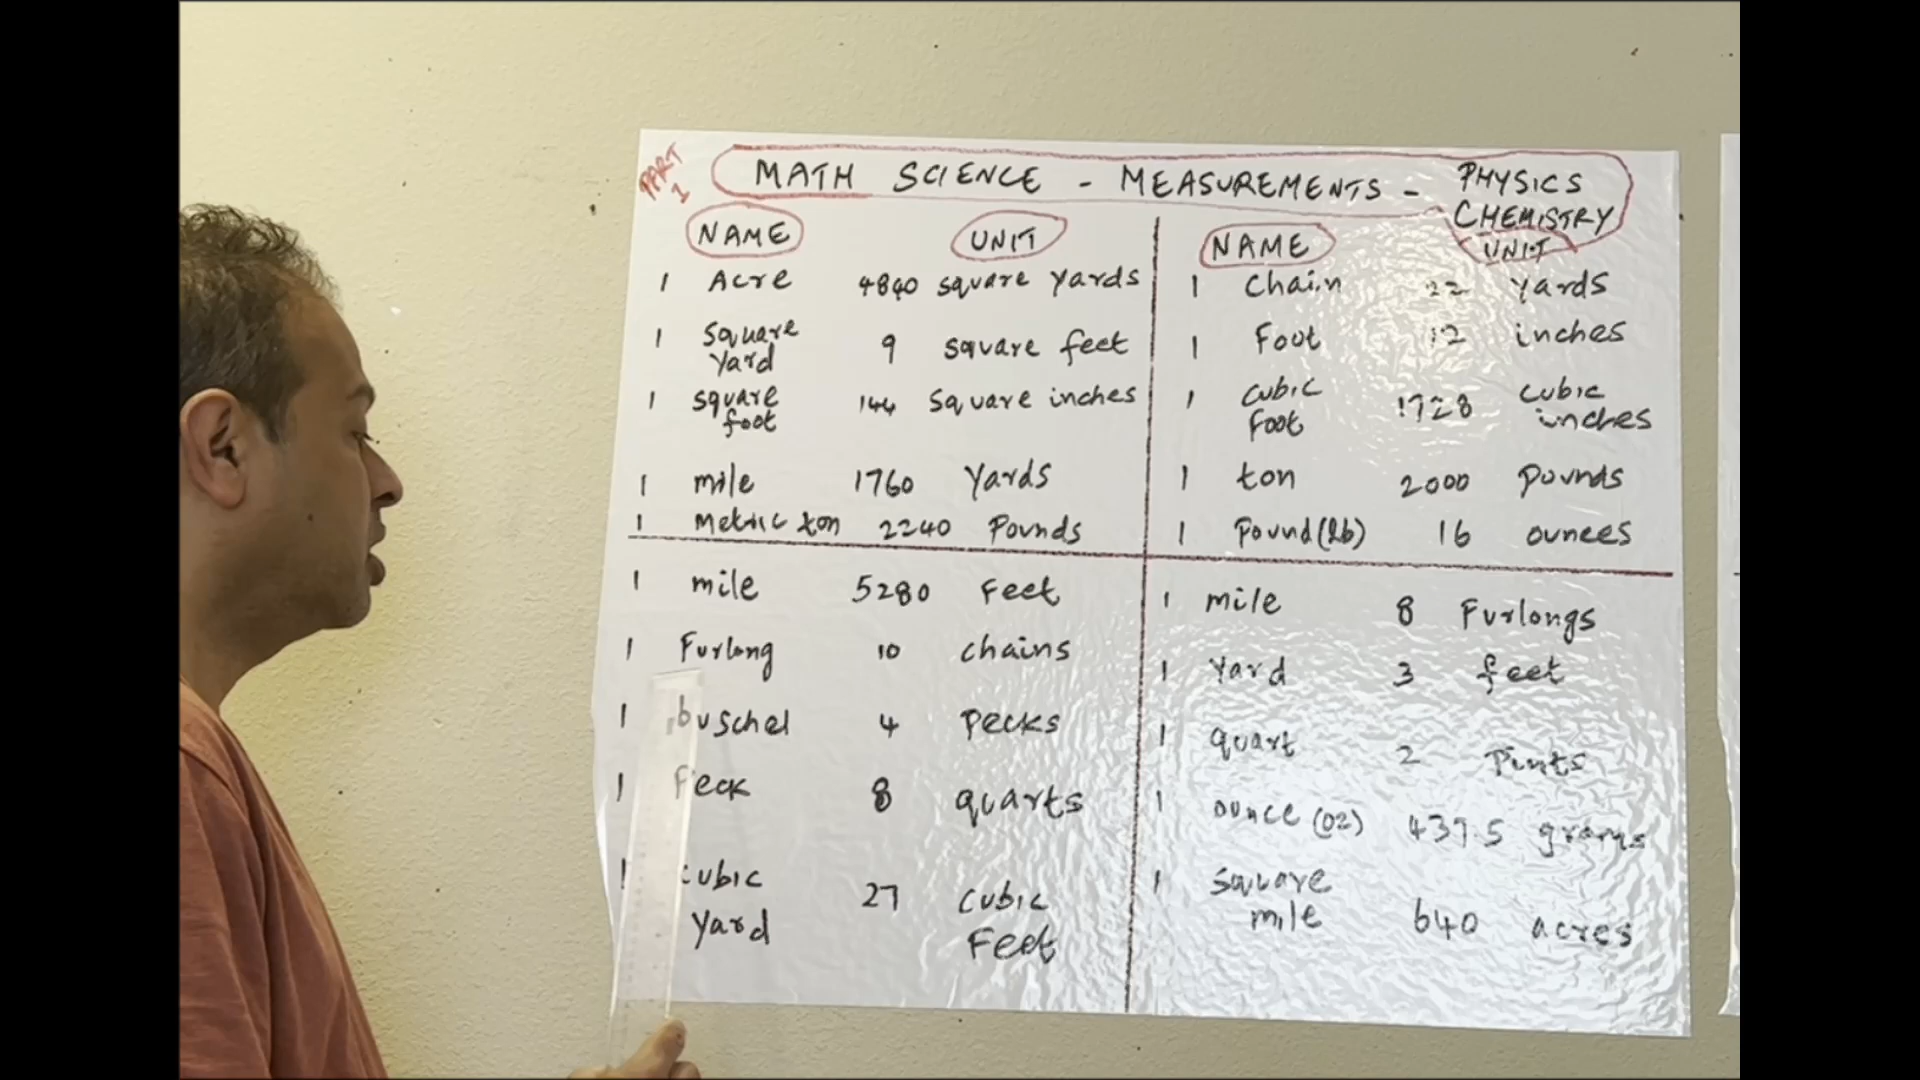 PART 1
MATH SCIENCE - MEASUREMENTS - PHYSICS CHEMISTRY
NAME UNIT
1 Acre 4840 square yards
1 square yard 9 square feet
1 square foot 144 square inches
1 mile 1760 yards
1 Metric ton 2240 Pounds
1 mile 5280 Feet
1 Furlong 10 chains
1 buschel 4 Pecks
1 Peck 8 quarts
1 cubic yard 27 cubic Feet
NAME UNIT
1 Chain 22 yards
1 Foot 12 inches
1 cubic Foot 1728 cubic inches
1 ton 2000 pounds
1 Pound (lb) 16 ounces
1 mile 8 Furlongs
1 Yard 3 feet
1 quart 2 Pints
1 ounce (oz) 437.5 grams
1 square mile 640 acres